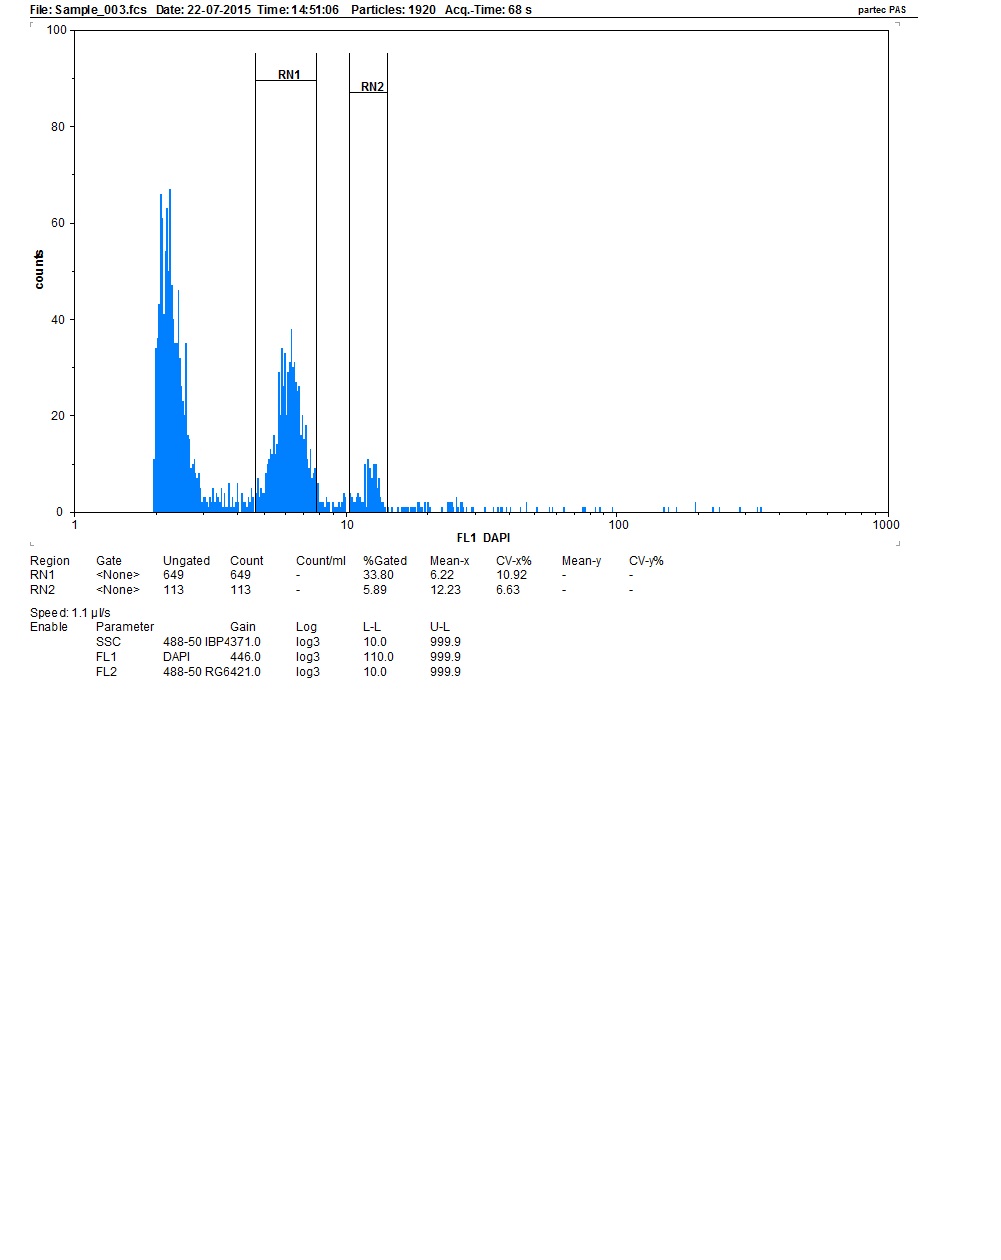 File: Sample_003.fcs Date: 22-07-2015 Time: 14:51:06 Particles: 1920 Acq.-Time: 68 s partec PAS
100
RN1
RN2
80
60
counts
40
20
0
1 10 100 1000
FL1 DAPI
Region Gate Ungated Count Count/ml %Gated Mean-x CV-x% Mean-y CV-y%
RN1 <None> 649 649 - 33.80 6.22 10.92 - -
RN2 <None> 113 113 - 5.89 12.23 6.63 - -
Speed: 1.1 µl/s
Enable Parameter Gain Log L-L U-L
SSC 488-50 IBP4371.0 log3 10.0 999.9
FL1 DAPI 446.0 log3 110.0 999.9
FL2 488-50 RG6421.0 log3 10.0 999.9